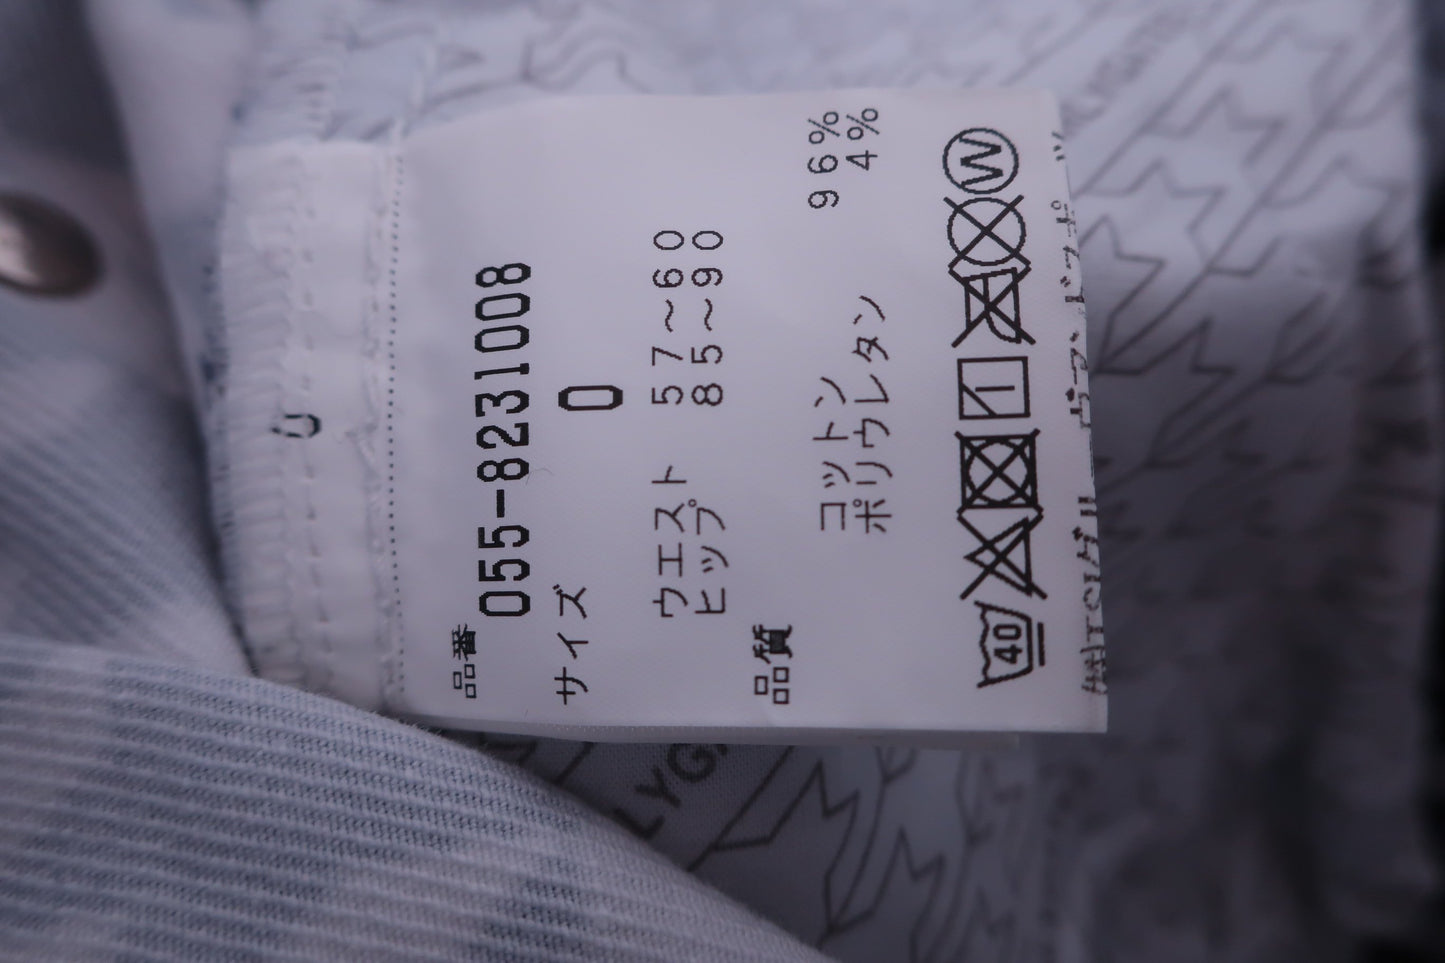 品番
055-8231008
サイズ 0
ウエスト 57～60
ヒップ 85～90
品質
コットン 96%
ポリウレタン 4%
40
W